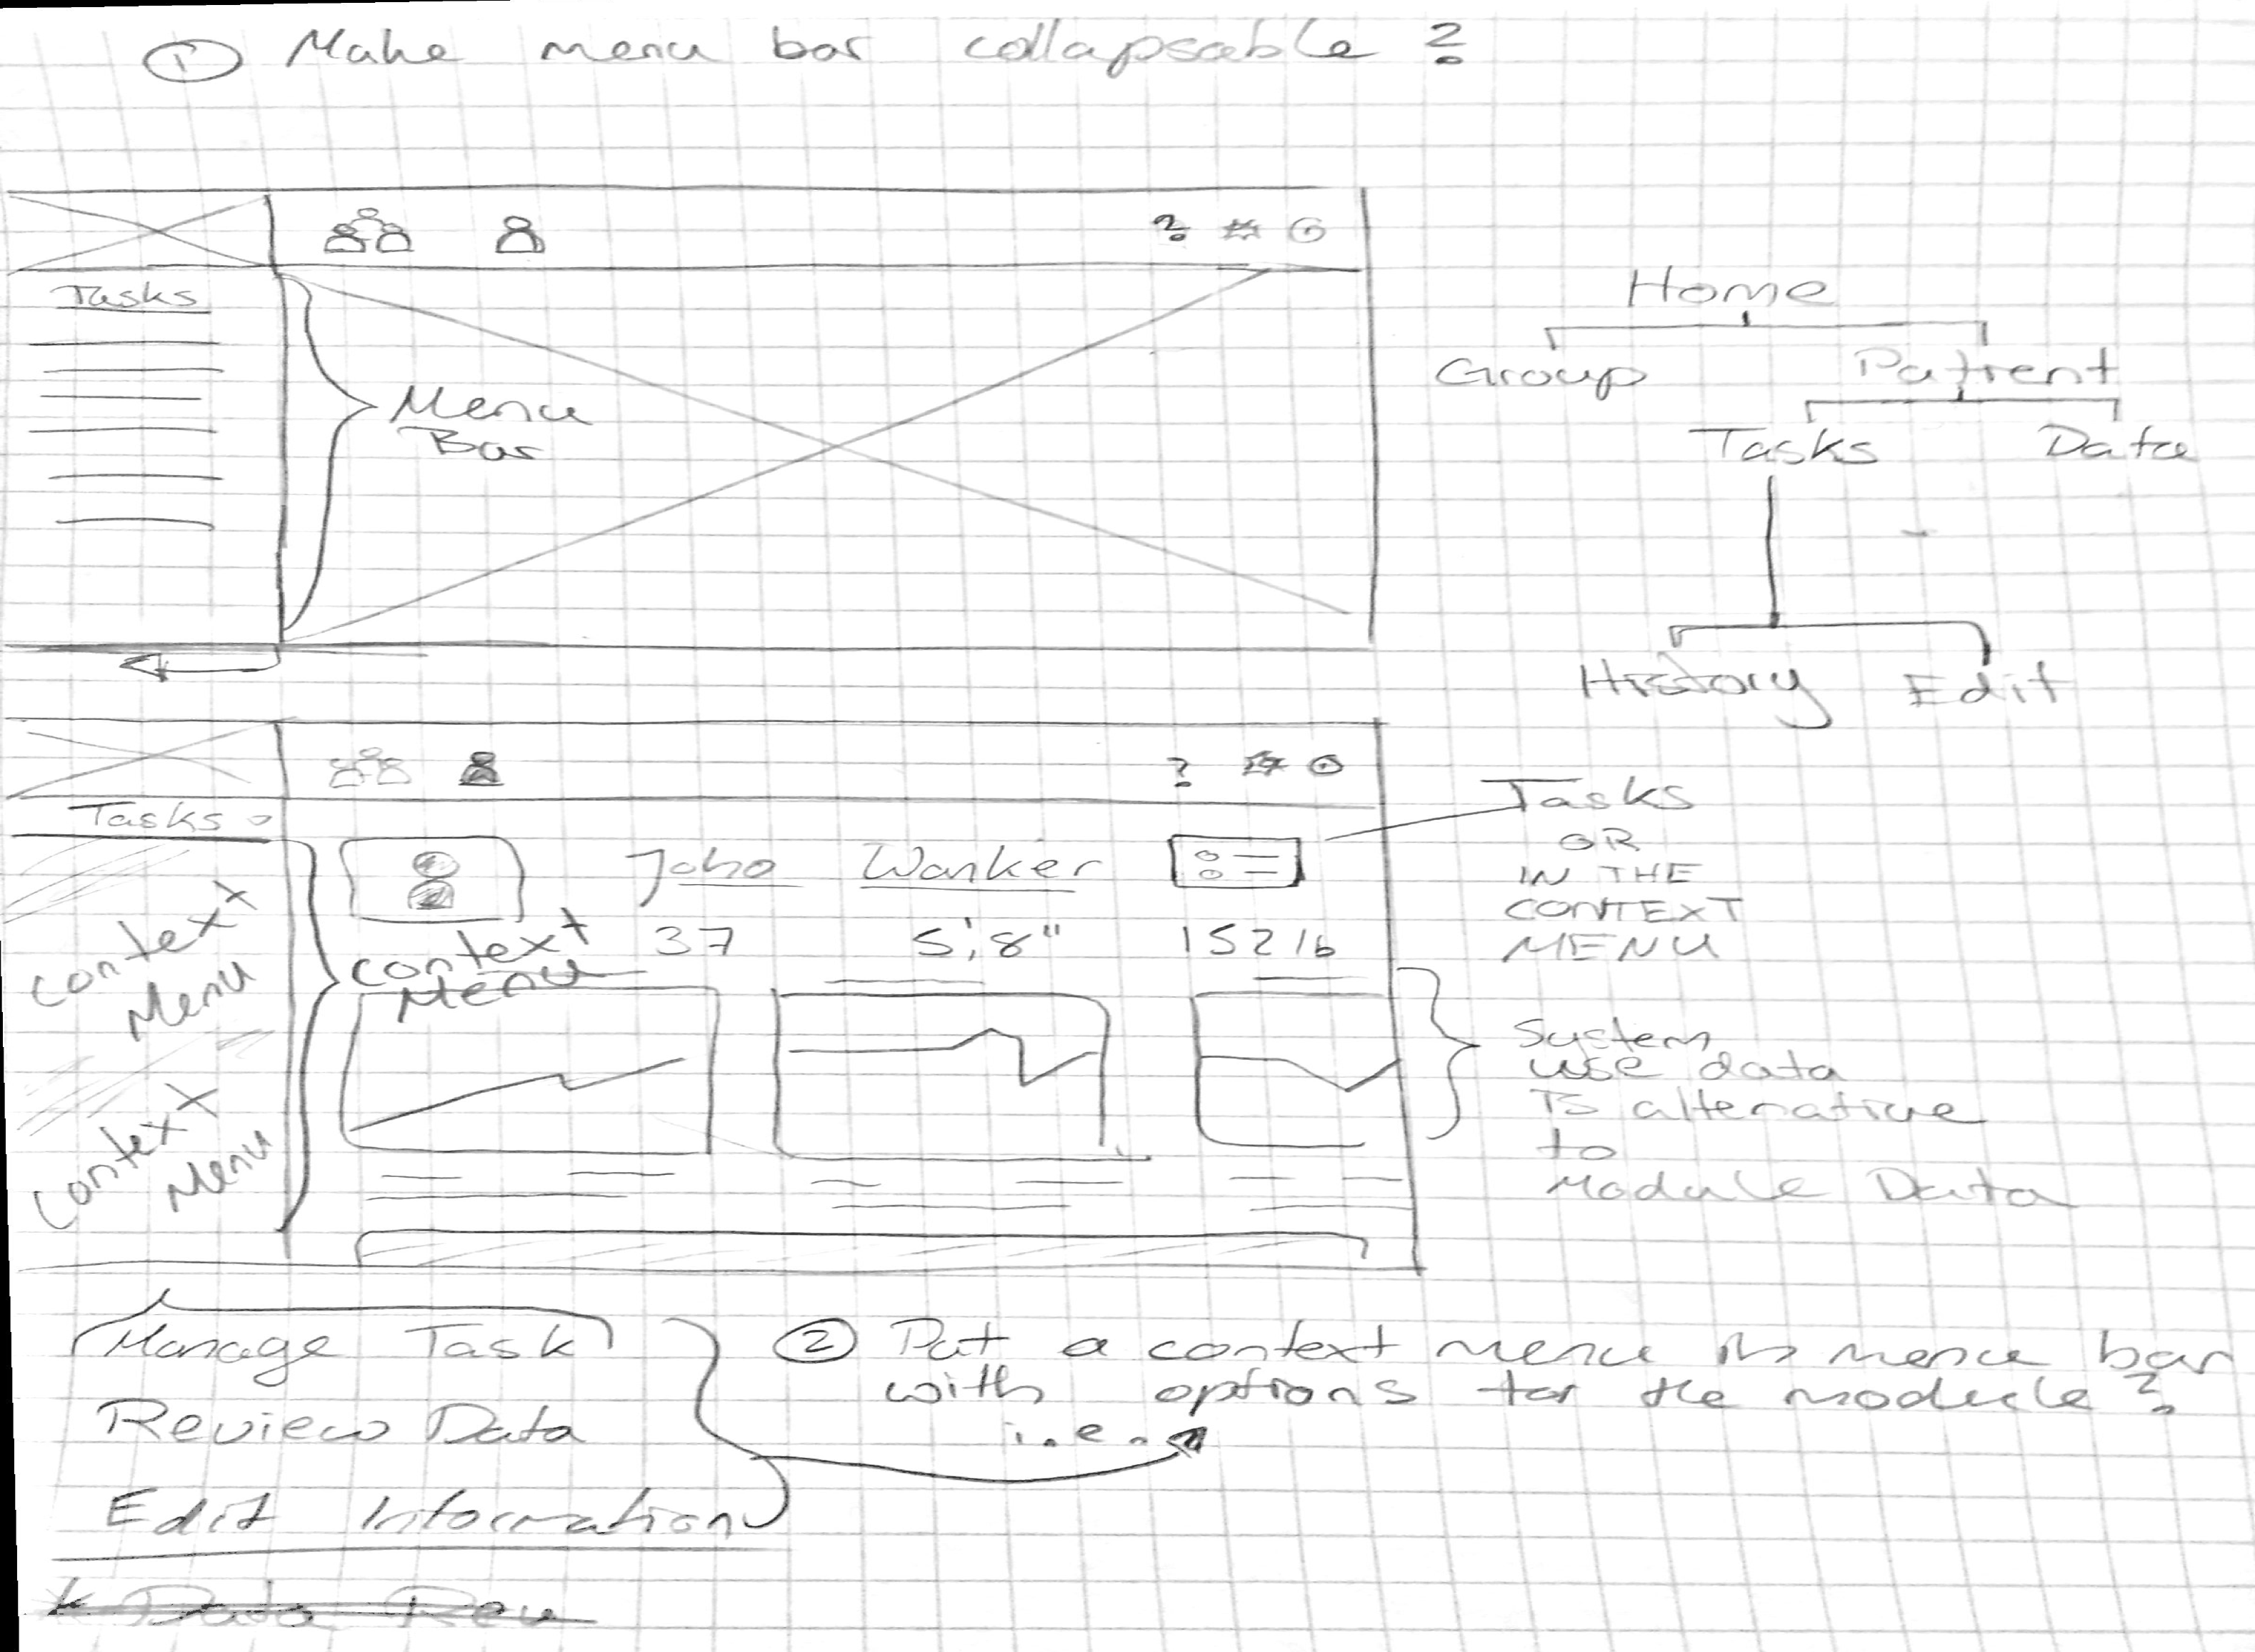 ① Make menu bar collapsable ?
?
Tasks
Menu
Bar
Home
Group Patient
Tasks Data
History Edit
?
Tasks
John Wanker
37 5'8" 152 lb
Context
Menu
Context
Menu
Context
Menu
Tasks
OR
IN THE
CONTEXT
MENU
System
use data
TS alternative
to
Module Data
Manage Task
Review Data
Edit Information
Data Rev
② Put a context menu in menu bar
with options for the module ?
i.e.